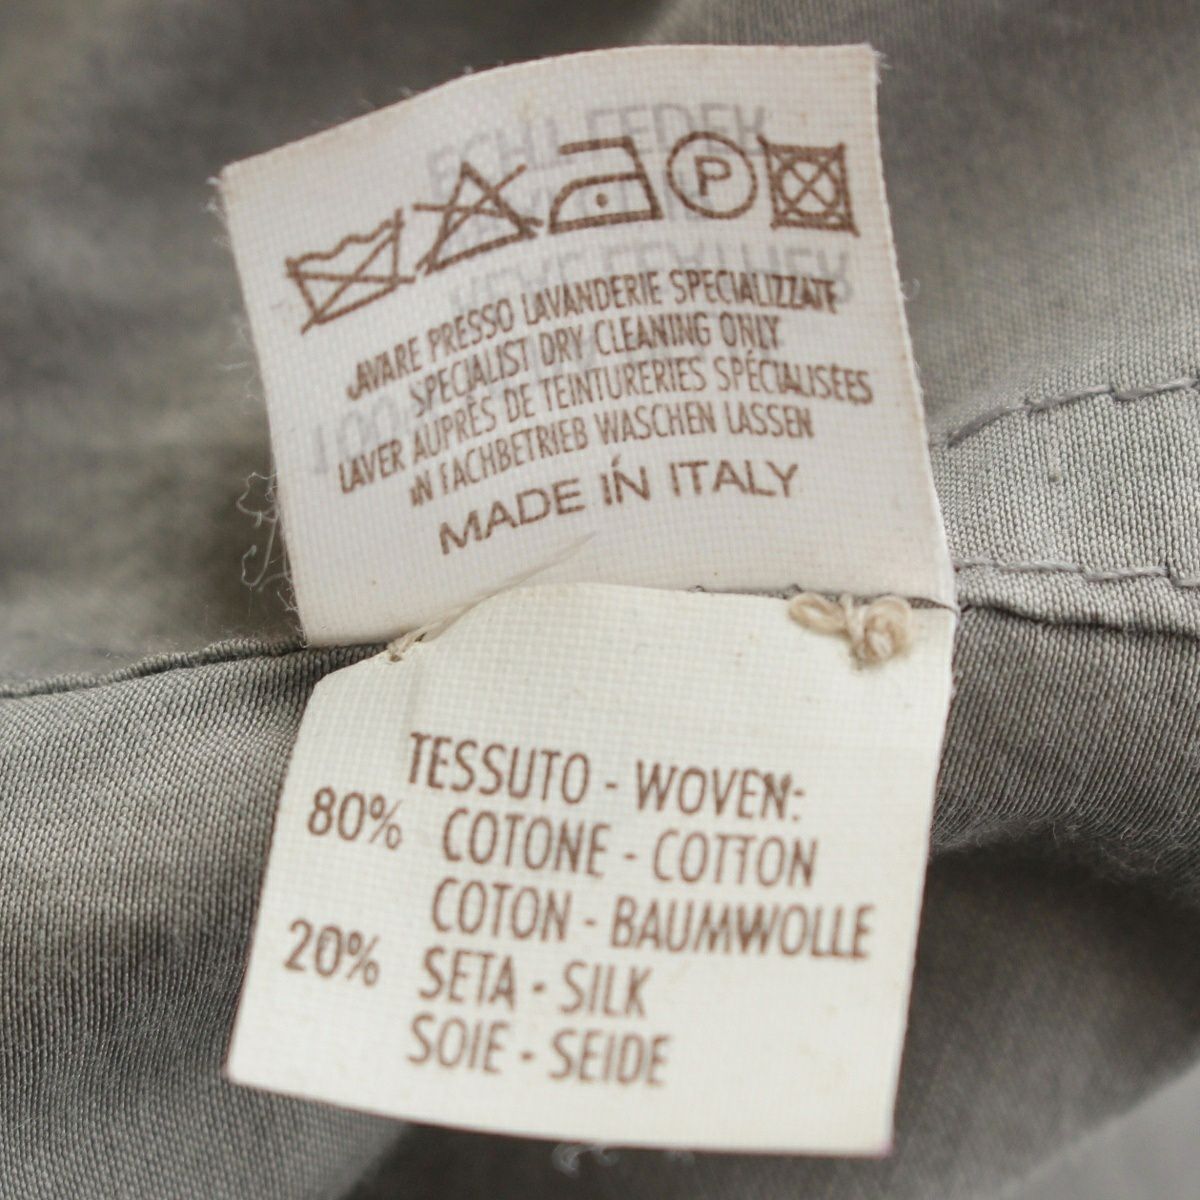 P
LAVARE PRESSO LAVANDERIE SPECIALIZZATE
SPECIALIST DRY CLEANING ONLY
LAVER AUPRÈS DE TEINTURERIES SPÉCIALISÉES
IN FACHBETRIEB WASCHEN LASSEN
MADE IN ITALY
TESSUTO - WOVEN:
80% COTONE - COTTON
COTON - BAUMWOLLE
20% SETA - SILK
SOIE - SEIDE